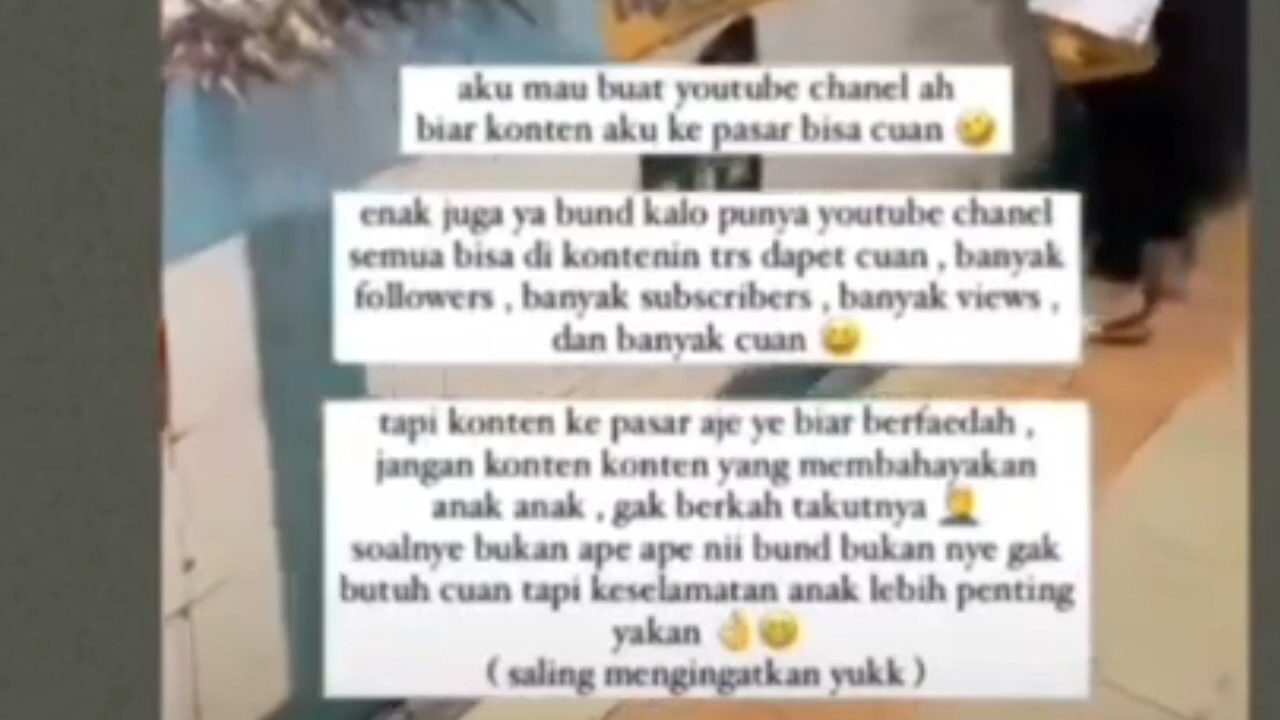 aku mau buat youtube chanel ah
biar konten aku ke pasar bisa cuan 🤣
enak juga ya bund kalo punya youtube chanel
semua bisa di kontenin trs dapet cuan , banyak
followers , banyak subscribers , banyak views ,
dan banyak cuan 😅
tapi konten ke pasar aje ye biar berfaedah ,
jangan konten konten yang membahayakan
anak anak , gak berkah takutnya 🤦
soalnye bukan ape ape nii bund bukan nye gak
butuh cuan tapi keselamatan anak lebih penting
yakan 👌😅
( saling mengingatkan yukk )